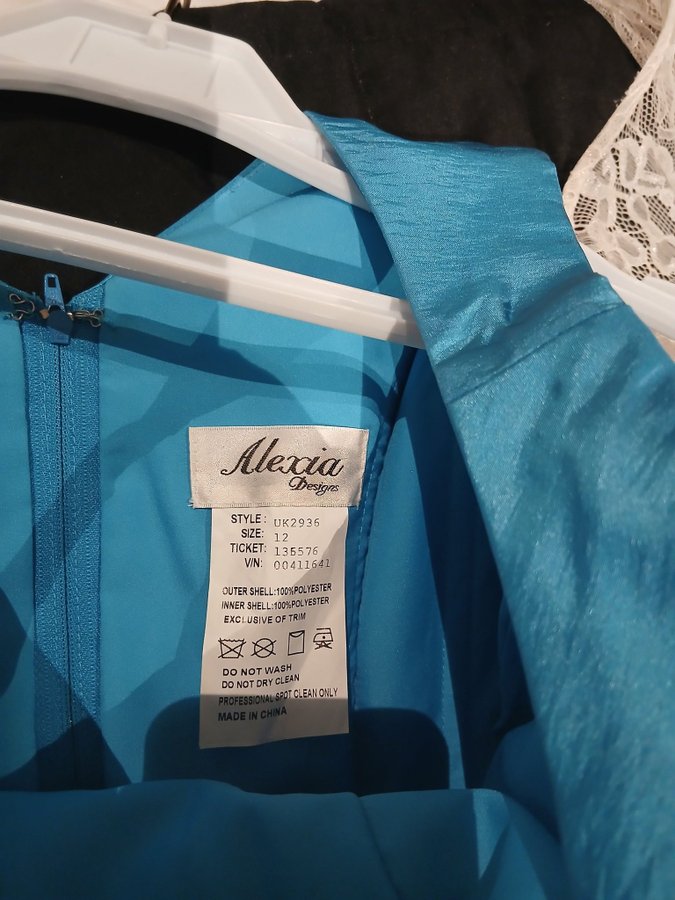 Alexia
Designs
STYLE : UK2936
SIZE: 12
TICKET: 135576
V/N: 00411641
OUTER SHELL:100%POLYESTER
INNER SHELL:100%POLYESTER
EXCLUSIVE OF TRIM
DO NOT WASH
DO NOT DRY CLEAN
PROFESSIONAL SPOT CLEAN ONLY
MADE IN CHINA